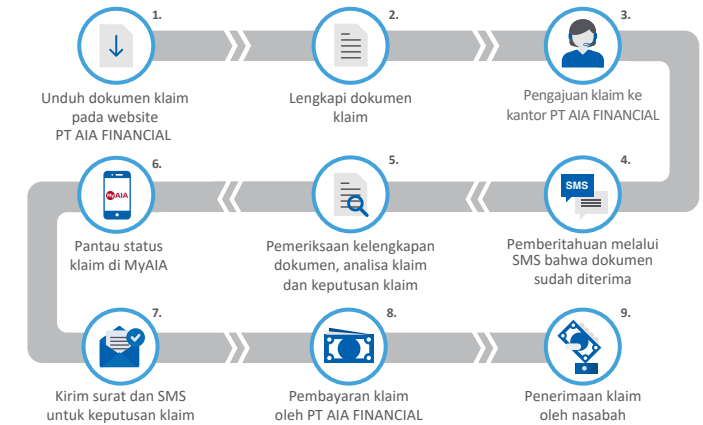 1.
Unduh dokumen klaim
pada website
PT AIA FINANCIAL
2.
Lengkapi dokumen
klaim
3.
Pengajuan klaim ke
kantor PT AIA FINANCIAL
4.
SMS
Pemberitahuan melalui
SMS bahwa dokumen
sudah diterima
5.
Pemeriksaan kelengkapan
dokumen, analisa klaim
dan keputusan klaim
6.
MyAIA
Pantau status
klaim di MyAIA
7.
Kirim surat dan SMS
untuk keputusan klaim
8.
Pembayaran klaim
oleh PT AIA FINANCIAL
9.
Penerimaan klaim
oleh nasabah